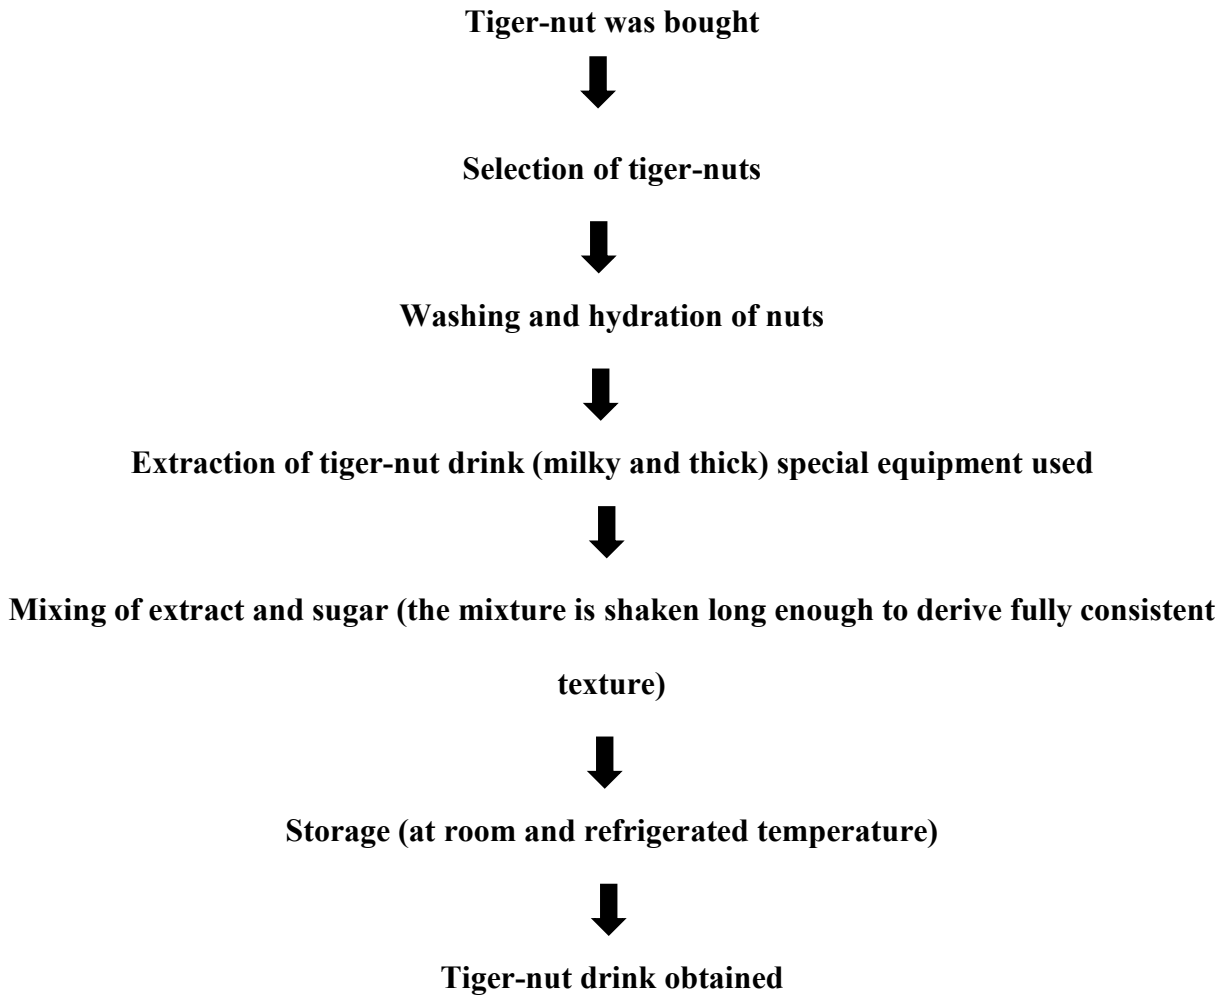 Tiger-nut was bought
Selection of tiger-nuts
Washing and hydration of nuts
Extraction of tiger-nut drink (milky and thick) special equipment used
Mixing of extract and sugar (the mixture is shaken long enough to derive fully consistent
texture)
Storage (at room and refrigerated temperature)
Tiger-nut drink obtained